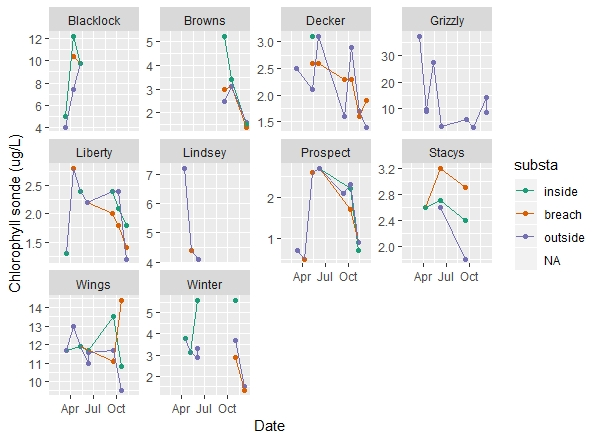 Blacklock Browns Decker Grizzly
12 10 8 6 4
5 4 3 2
3.0 2.5 2.0 1.5
30 20 10
Liberty Lindsey Prospect Stacys
2.5 2.0 1.5
7 6 5 4
2 1
3.2 2.8 2.4 2.0
Apr Jul Oct Apr Jul Oct
Wings Winter
14 13 12 11 10
5 4 3 2
Apr Jul Oct Apr Jul Oct
Date
Chlorophyll sonde (ug/L)
substa
inside
breach
outside
NA